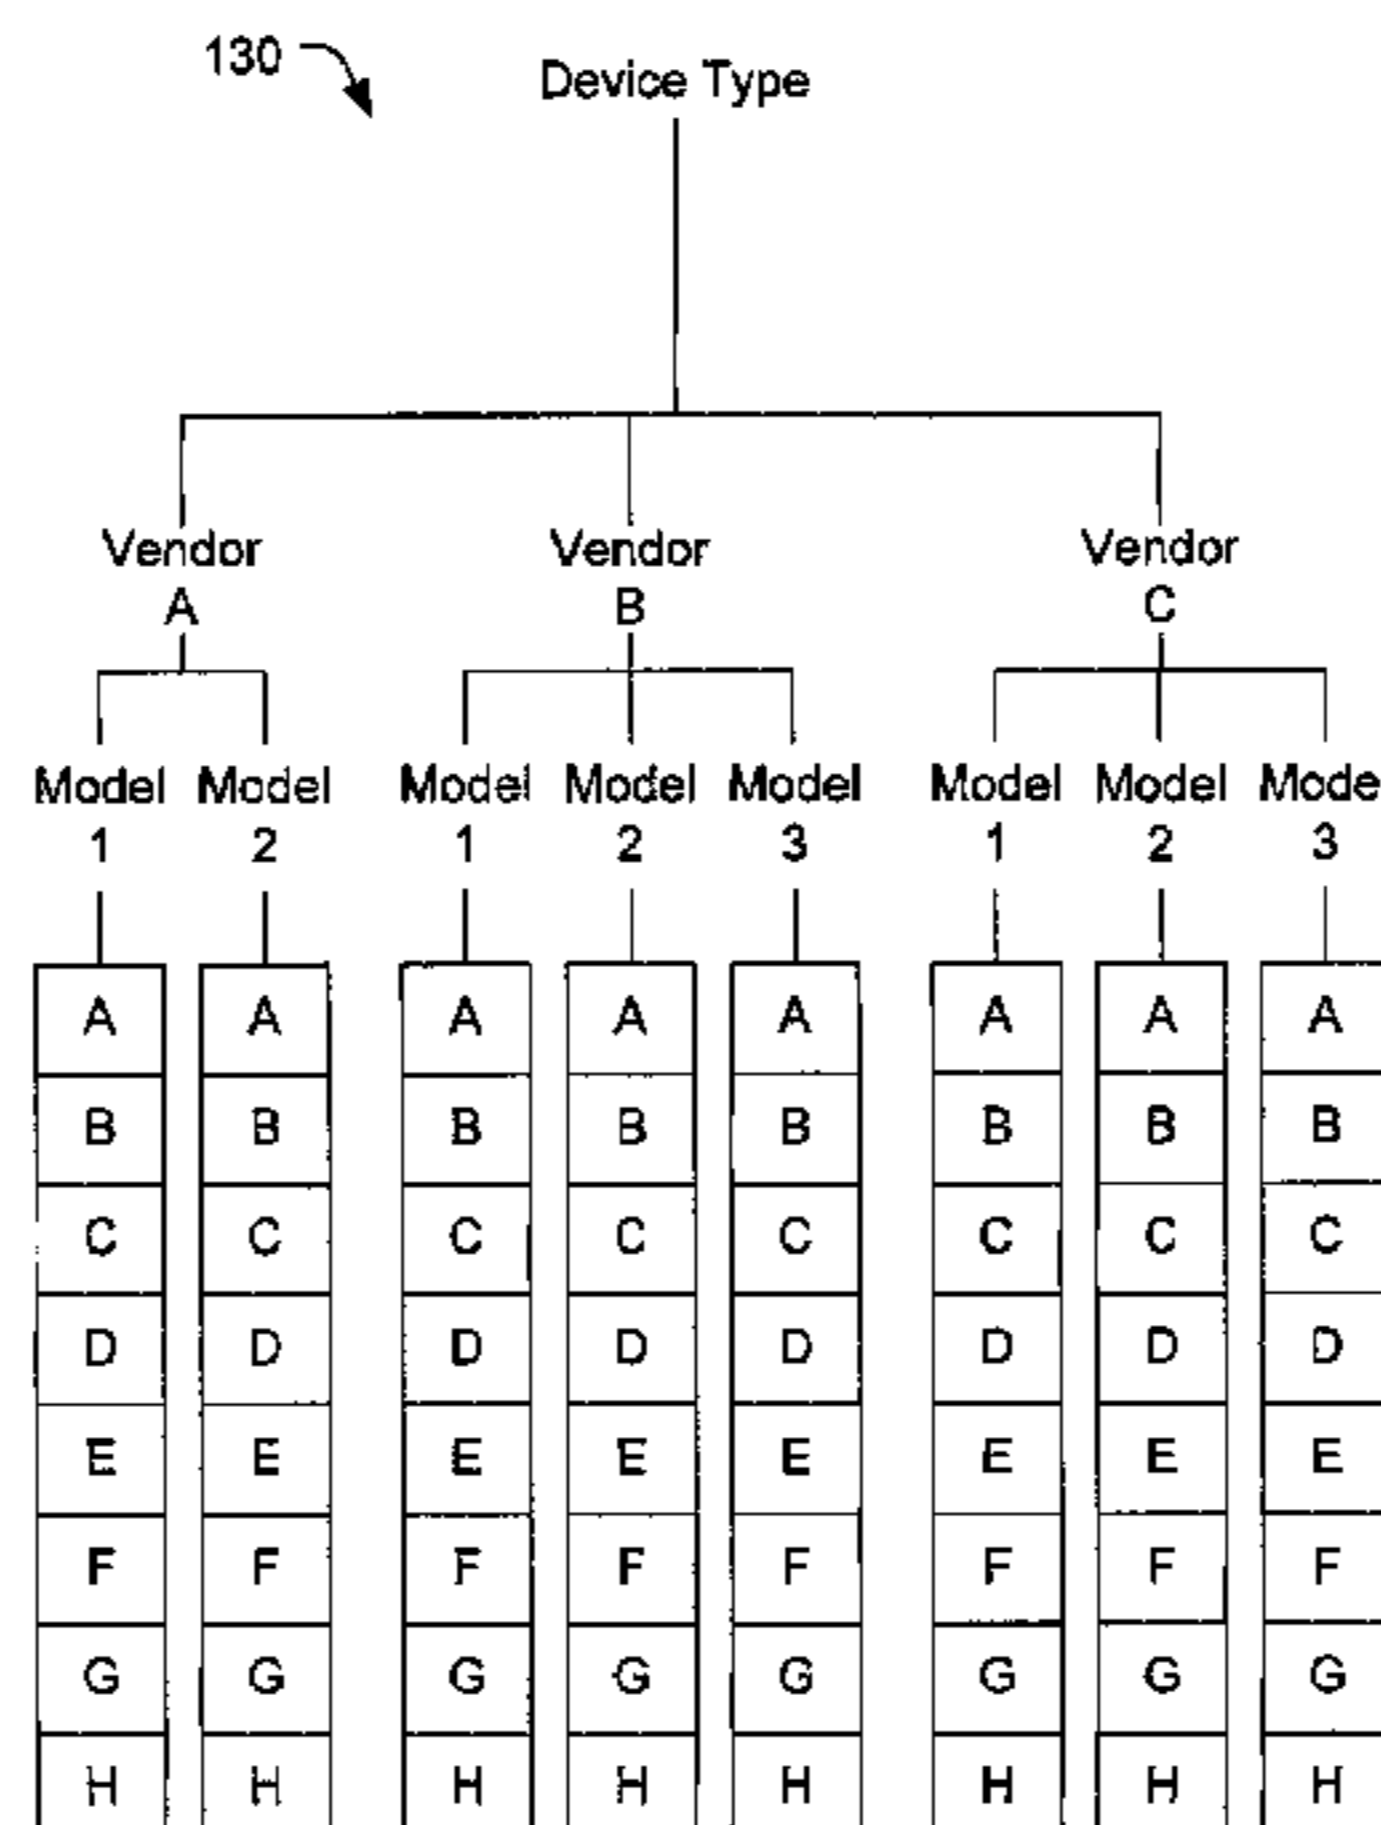 130
Device Type
Vendor Vendor Vendor
A B C
Model Model Model Model Model Model Model Mode
1 2 1 2 3 1 2 3
A A A A A A A A
B B B B B B B B
C C C C C C C C
D D D D D D D D
E E E E E E E E
F F F F F F F F
G G G G G G G G
H H H H H H H H